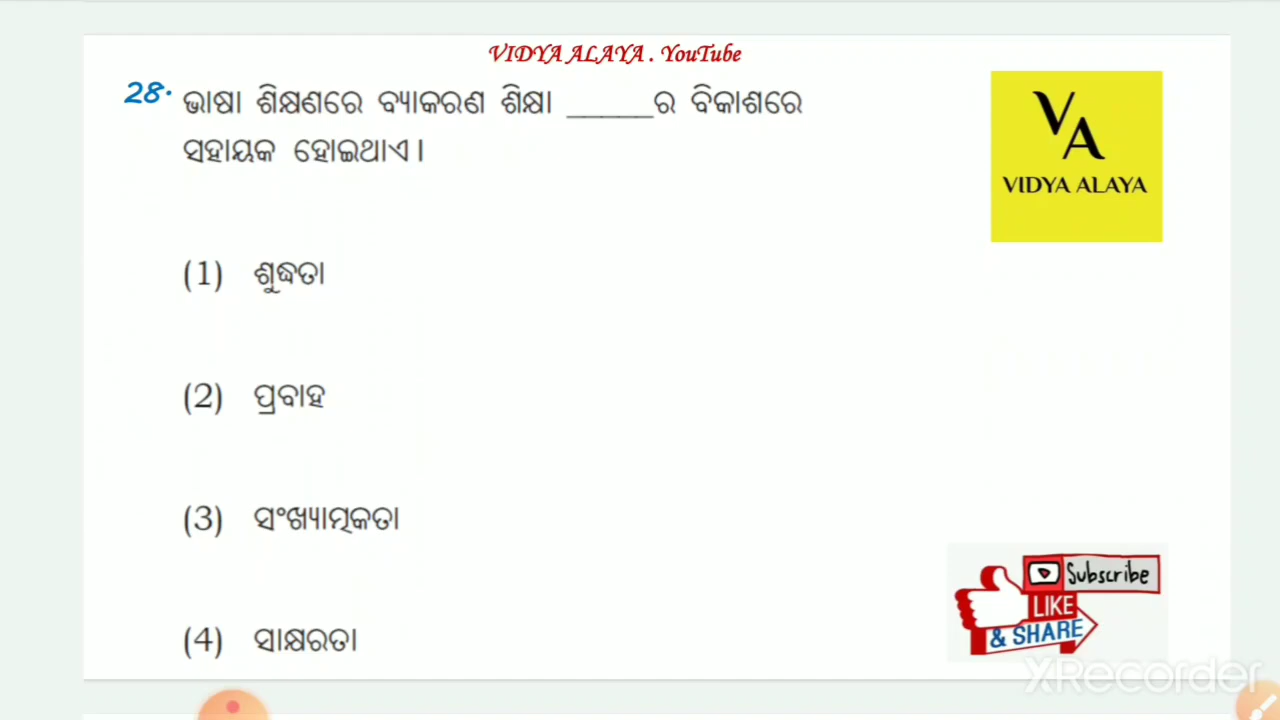 VIDYA ALAYA . YouTube
28. ଭାଷା ଶିକ୍ଷଣରେ ବ୍ୟାକରଣ ଶିକ୍ଷା _____ର ବିକାଶରେ
ସହାୟକ ହୋଇଥାଏ।
VA
VIDYA ALAYA
(1) ଶୁଦ୍ଧତା
(2) ପ୍ରବାହ
(3) ସଂଖ୍ୟାତ୍ମକତା
(4) ସାକ୍ଷରତା
Subscribe
LIKE
& SHARE
XRecorder